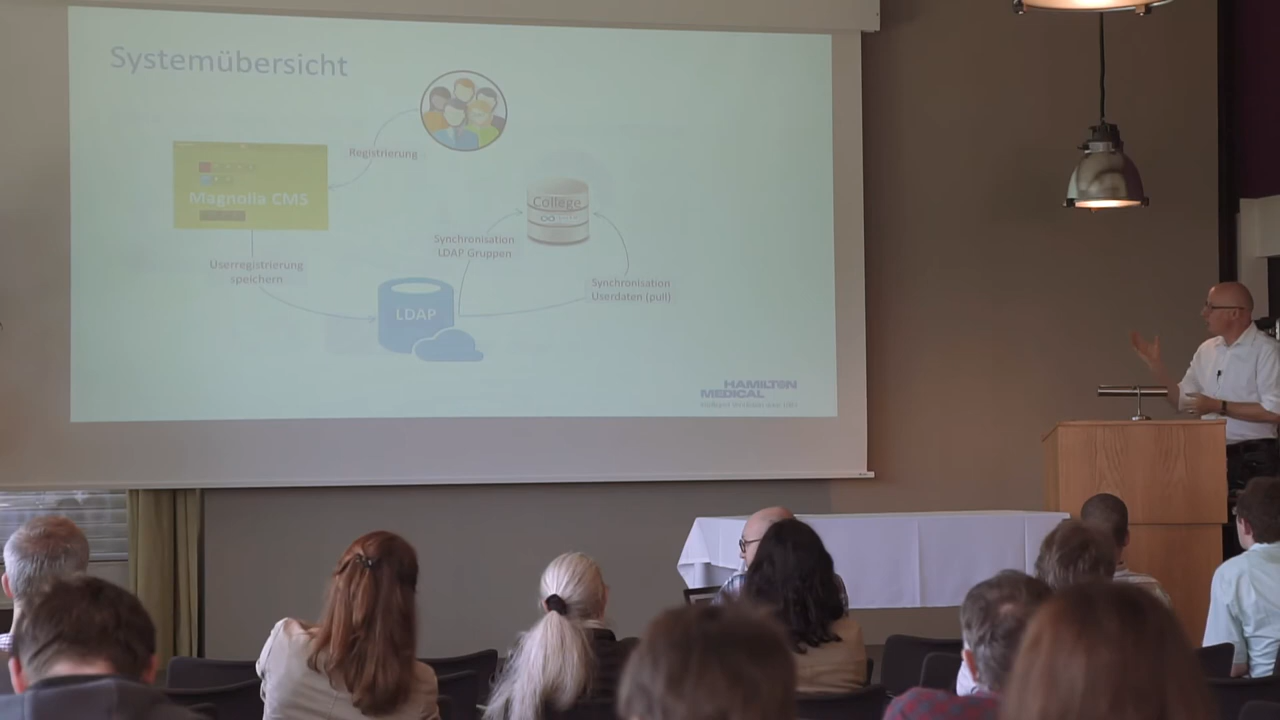 Systemübersicht
Registrierung
Magnolia CMS
College
Synchronisation
LDAP Gruppen
Userregistrierung
speichern
Synchronisation
Userdaten (pull)
LDAP
HAMILTON
MEDICAL